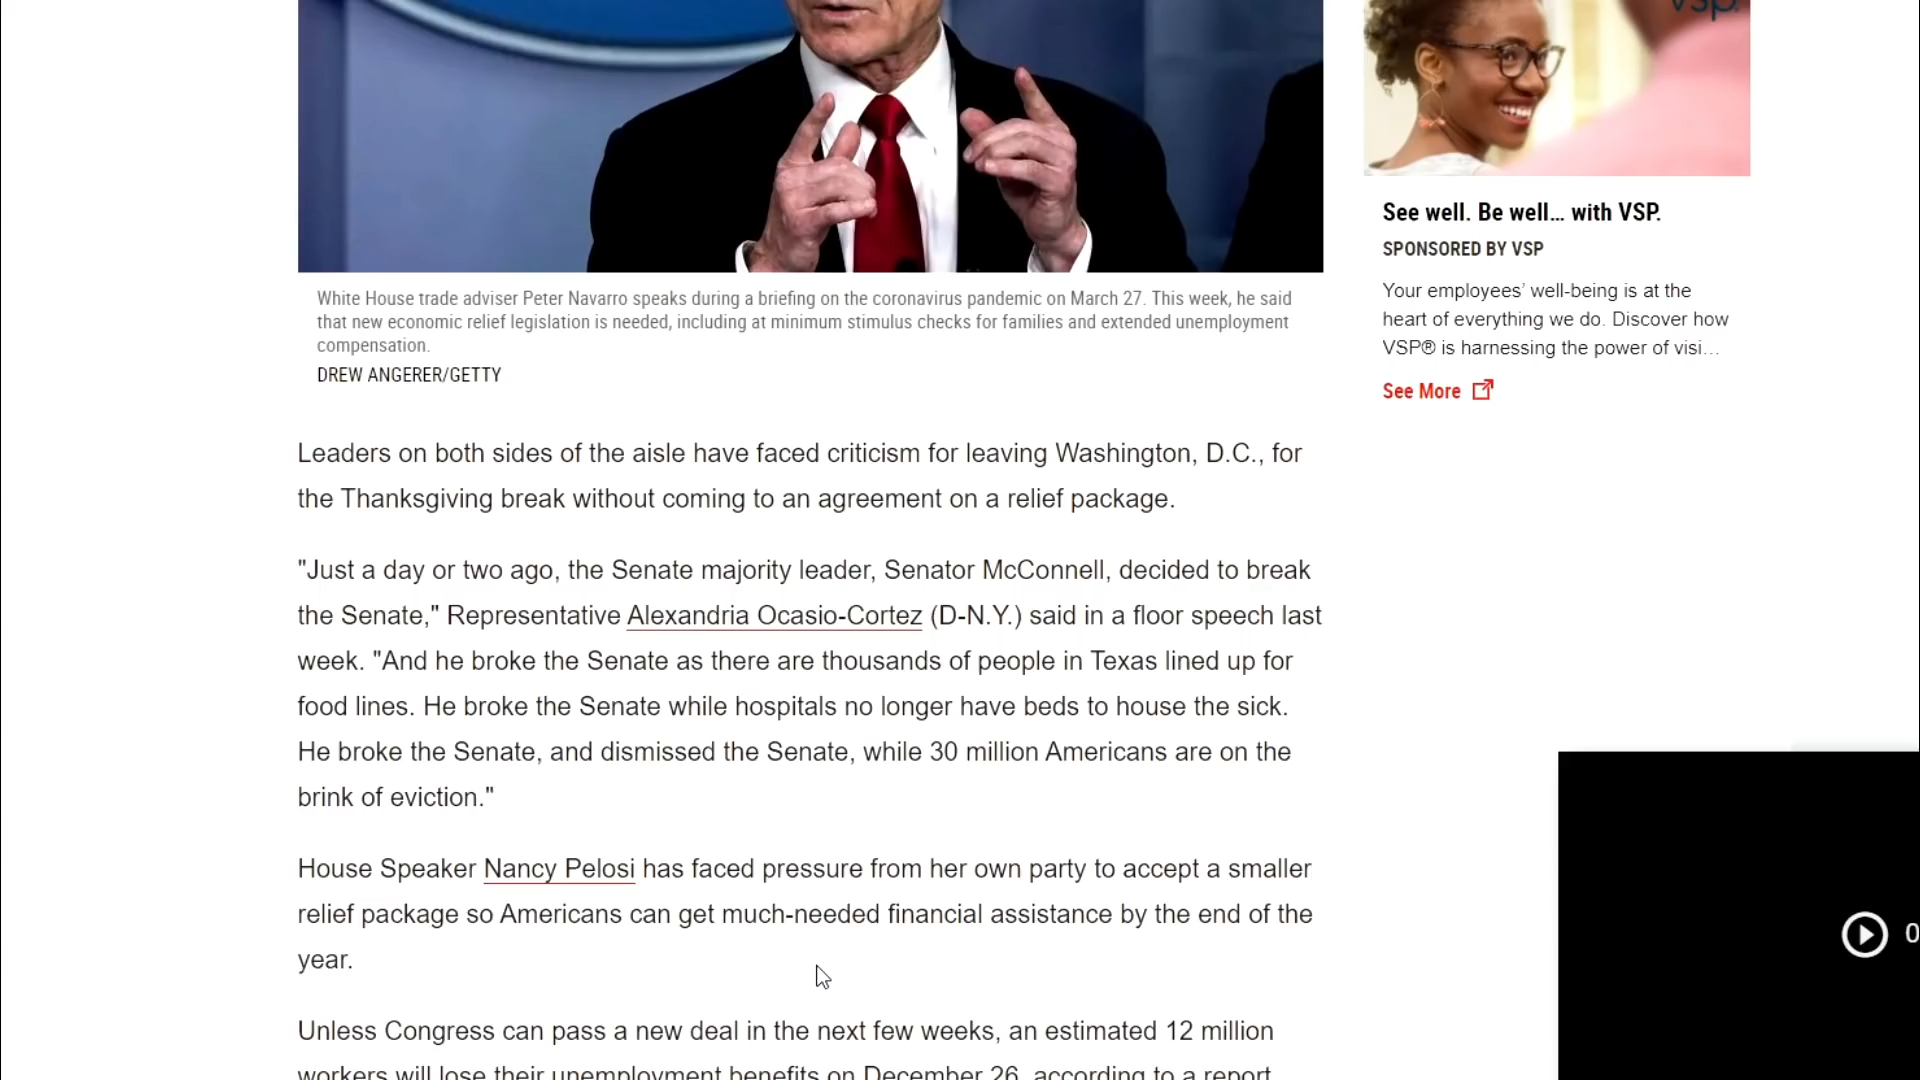 vsp.
See well. Be well... with VSP.
SPONSORED BY VSP
Your employees’ well-being is at the
heart of everything we do. Discover how
VSP® is harnessing the power of visi...
See More
White House trade adviser Peter Navarro speaks during a briefing on the coronavirus pandemic on March 27. This week, he said
that new economic relief legislation is needed, including at minimum stimulus checks for families and extended unemployment
compensation.
DREW ANGERER/GETTY
Leaders on both sides of the aisle have faced criticism for leaving Washington, D.C., for
the Thanksgiving break without coming to an agreement on a relief package.
"Just a day or two ago, the Senate majority leader, Senator McConnell, decided to break
the Senate," Representative Alexandria Ocasio-Cortez (D-N.Y.) said in a floor speech last
week. "And he broke the Senate as there are thousands of people in Texas lined up for
food lines. He broke the Senate while hospitals no longer have beds to house the sick.
He broke the Senate, and dismissed the Senate, while 30 million Americans are on the
brink of eviction."
House Speaker Nancy Pelosi has faced pressure from her own party to accept a smaller
relief package so Americans can get much-needed financial assistance by the end of the
year.
Unless Congress can pass a new deal in the next few weeks, an estimated 12 million
workers will lose their unemployment benefits on December 26, according to a report
0